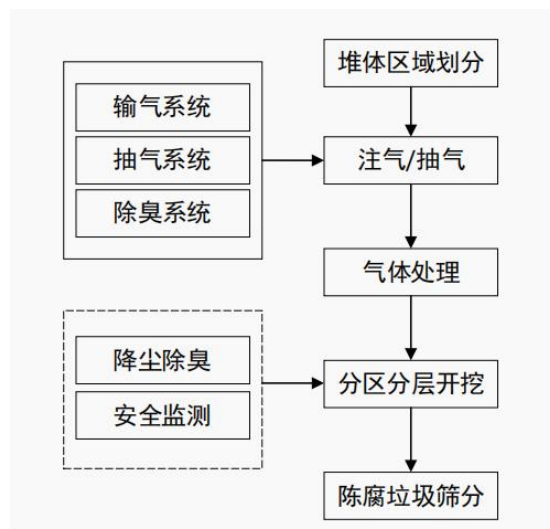 堆体区域划分
输气系统
抽气系统
除臭系统
注气/抽气
气体处理
降尘除臭
安全监测
分区分层开挖
陈腐垃圾筛分